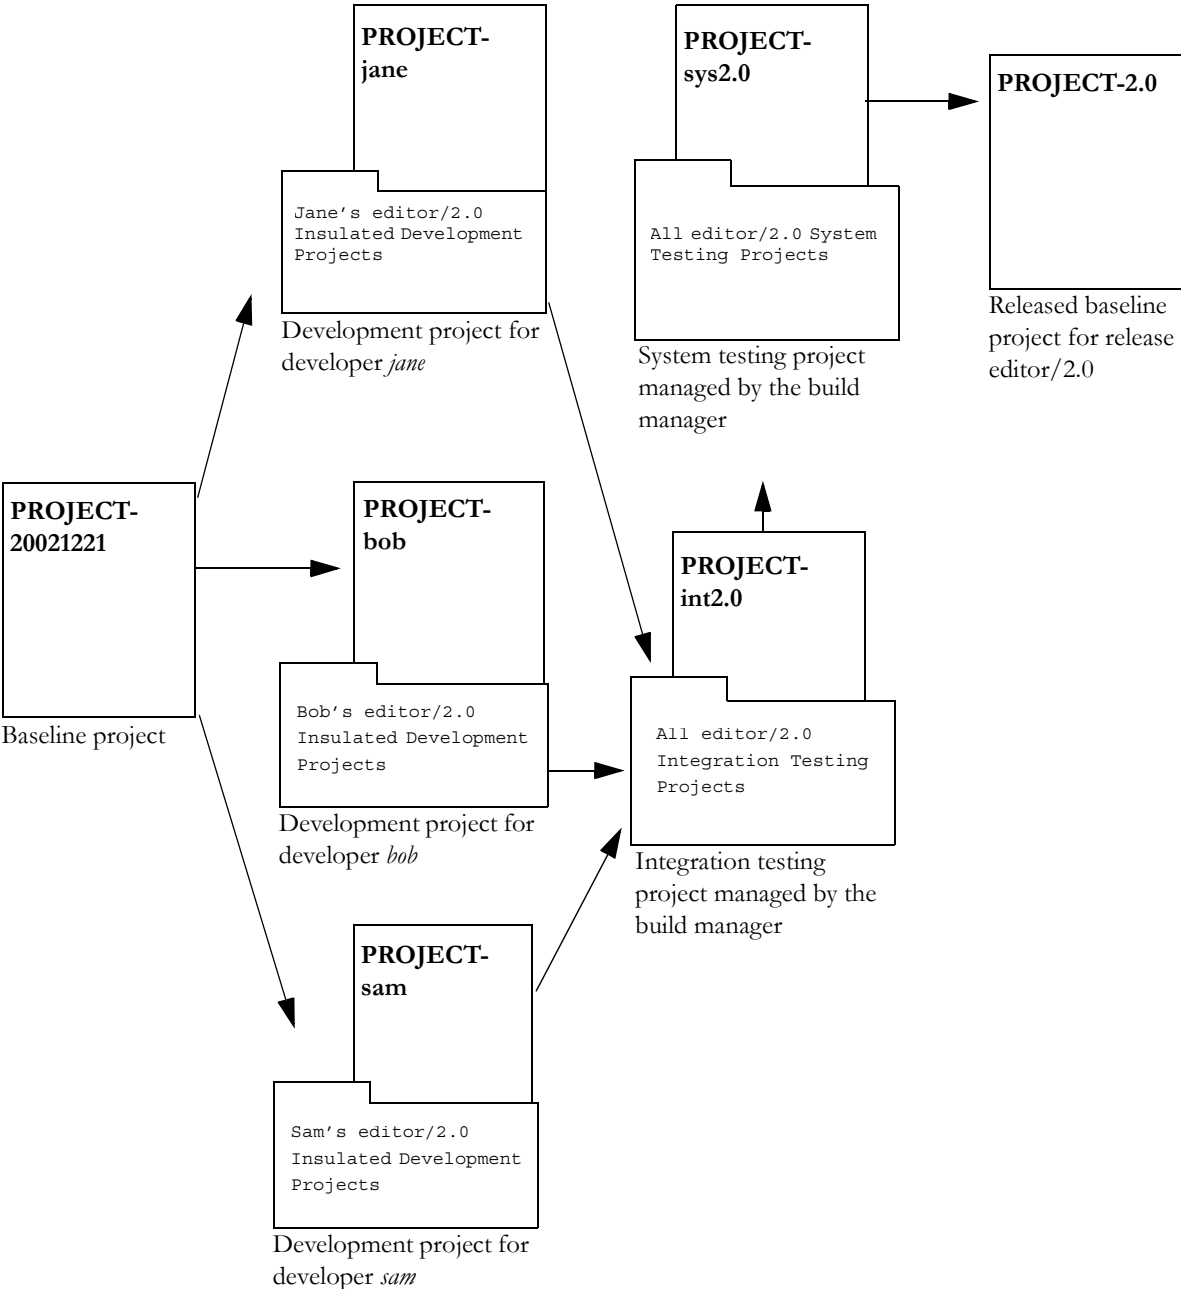 PROJECT-
jane
Jane's editor/2.0
Insulated Development
Projects
Development project for
developer jane
PROJECT-
sys2.0
All editor/2.0 System
Testing Projects
System testing project
managed by the build
manager
PROJECT-2.0
Released baseline
project for release
editor/2.0
PROJECT-
20021221
Baseline project
PROJECT-
bob
Bob's editor/2.0
Insulated Development
Projects
Development project for
developer bob
PROJECT-
int2.0
All editor/2.0
Integration Testing
Projects
Integration testing
project managed by the
build manager
PROJECT-
sam
Sam's editor/2.0
Insulated Development
Projects
Development project for
developer sam